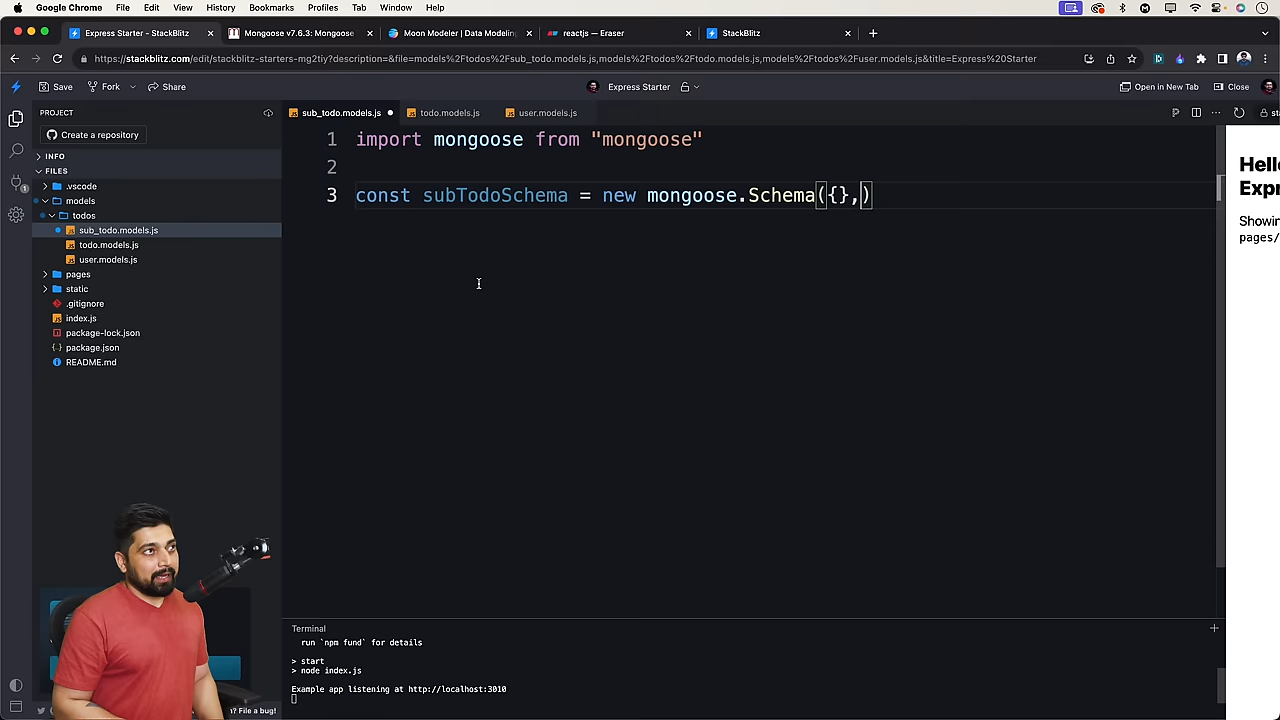 Google Chrome File Edit View History Bookmarks Profiles Tab Window Help
Express Starter - StackBlitz
Mongoose v7.6.3: Mongoose
Moon Modeler | Data Modeling
reactjs — Eraser
StackBlitz
https://stackblitz.com/edit/stackblitz-starters-mg2tiy?description=&file=models%2Ftodos%2Fsub_todo.models.js,models%2Ftodos%2Ftodo.models.js,models%2Ftodos%2Fuser.models.js&title=Express%20Starter
Save Fork Share
Express Starter
Open in New Tab Close
PROJECT
Create a repository
INFO
FILES
.vscode
models
todos
sub_todo.models.js
todo.models.js
user.models.js
pages
static
.gitignore
index.js
package-lock.json
package.json
README.md
sub_todo.models.js
todo.models.js
user.models.js
1 import mongoose from "mongoose"
2
3 const subTodoSchema = new mongoose.Schema({},)
Hell
Expr
Showin
pages/
Terminal
run `npm fund` for details
> start
> node index.js
Example app listening at http://localhost:3010
? File a bug!